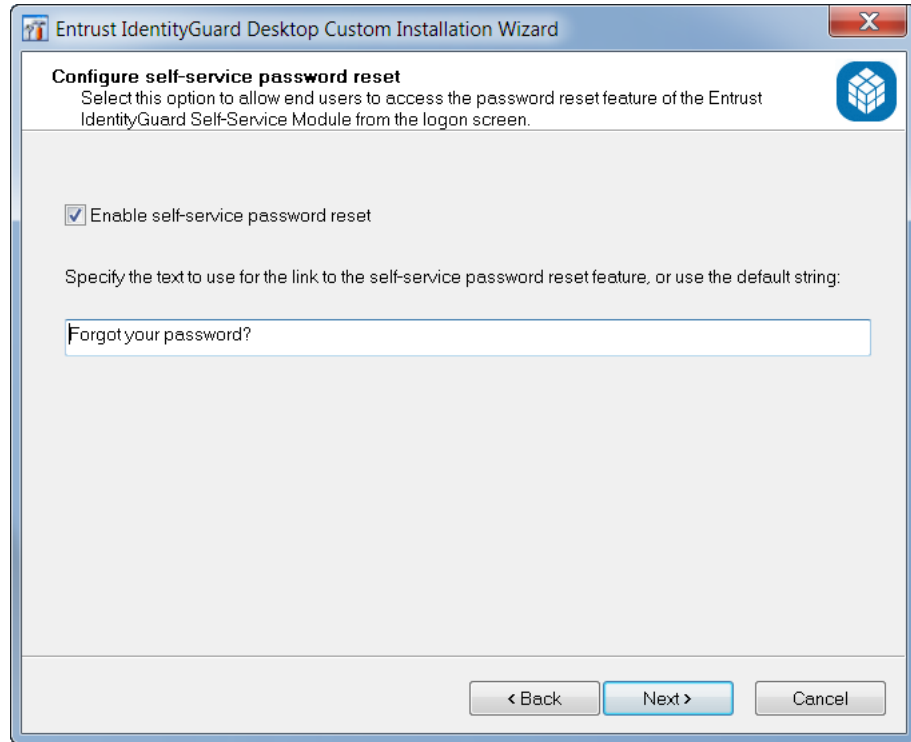 Entrust IdentityGuard Desktop Custom Installation Wizard
Configure self-service password reset
Select this option to allow end users to access the password reset feature of the Entrust
IdentityGuard Self-Service Module from the logon screen.
Enable self-service password reset
Specify the text to use for the link to the self-service password reset feature, or use the default string:
Forgot your password?
< Back Next > Cancel